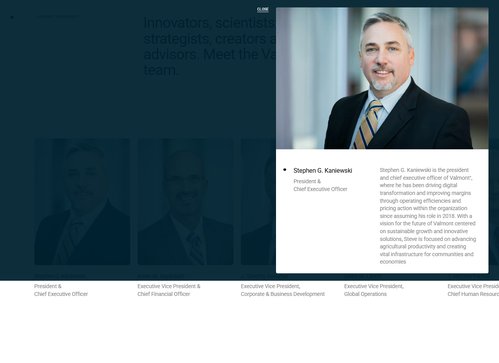 CLOSE
innovators, scientists
strategists, creators a
advisors. Meet the Va
team.
Stephen G. Kaniewski
President &
Chief Executive Officer
Stephen G. Kaniewski is the president
and chief executive officer of Valmont®,
where he has been driving digital
transformation and improving margins
through operating efficiencies and
pricing action within the organization
since assuming his role in 2018. With a
vision for the future of Valmont centered
on sustainable growth and innovative
solutions, Steve is focused on advancing
agricultural productivity and creating
vital infrastructure for communities and
economies
President &
Chief Executive Officer
Executive Vice President &
Chief Financial Officer
Executive Vice President,
Corporate & Business Development
Executive Vice President,
Global Operations
Executive Vice Presid
Chief Human Resourc